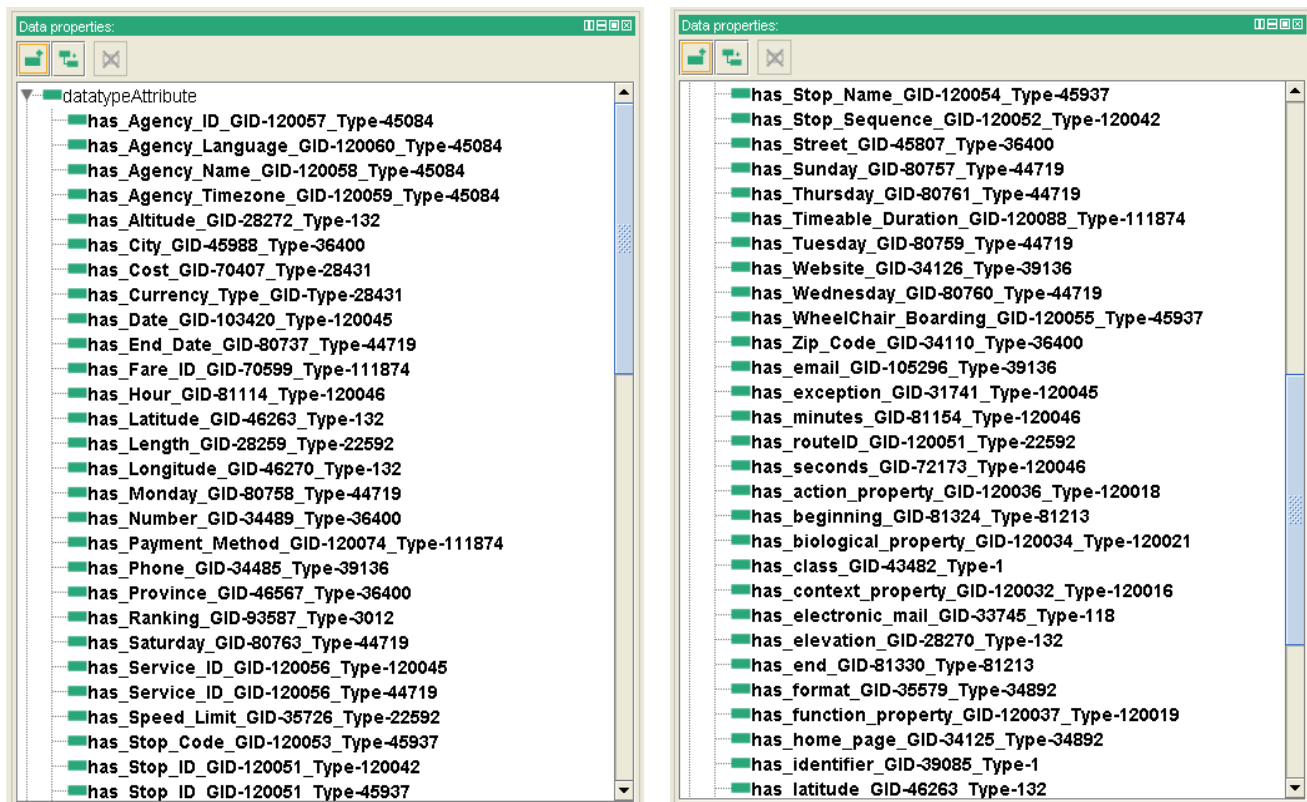 Data properties:
datatypeAttribute
has_Agency_ID_GID-120057_Type-45084
has_Agency_Language_GID-120060_Type-45084
has_Agency_Name_GID-120058_Type-45084
has_Agency_Timezone_GID-120059_Type-45084
has_Altitude_GID-28272_Type-132
has_City_GID-45988_Type-36400
has_Cost_GID-70407_Type-28431
has_Currency_Type_GID-Type-28431
has_Date_GID-103420_Type-120045
has_End_Date_GID-80737_Type-44719
has_Fare_ID_GID-70599_Type-111874
has_Hour_GID-81114_Type-120046
has_Latitude_GID-46263_Type-132
has_Length_GID-28259_Type-22592
has_Longitude_GID-46270_Type-132
has_Monday_GID-80758_Type-44719
has_Number_GID-34489_Type-36400
has_Payment_Method_GID-120074_Type-111874
has_Phone_GID-34485_Type-39136
has_Province_GID-46567_Type-36400
has_Ranking_GID-93587_Type-3012
has_Saturday_GID-80763_Type-44719
has_Service_ID_GID-120056_Type-120045
has_Service_ID_GID-120056_Type-44719
has_Speed_Limit_GID-35726_Type-22592
has_Stop_Code_GID-120053_Type-45937
has_Stop_ID_GID-120051_Type-120042
has_Stop_ID_GID-120051_Type-45937
Data properties:
has_Stop_Name_GID-120054_Type-45937
has_Stop_Sequence_GID-120052_Type-120042
has_Street_GID-45807_Type-36400
has_Sunday_GID-80757_Type-44719
has_Thursday_GID-80761_Type-44719
has_Timeable_Duration_GID-120088_Type-111874
has_Tuesday_GID-80759_Type-44719
has_Website_GID-34126_Type-39136
has_Wednesday_GID-80760_Type-44719
has_WheelChair_Boarding_GID-120055_Type-45937
has_Zip_Code_GID-34110_Type-36400
has_email_GID-105296_Type-39136
has_exception_GID-31741_Type-120045
has_minutes_GID-81154_Type-120046
has_routeID_GID-120051_Type-22592
has_seconds_GID-72173_Type-120046
has_action_property_GID-120036_Type-120018
has_beginning_GID-81324_Type-81213
has_biological_property_GID-120034_Type-120021
has_class_GID-43482_Type-1
has_context_property_GID-120032_Type-120016
has_electronic_mail_GID-33745_Type-118
has_elevation_GID-28270_Type-132
has_end_GID-81330_Type-81213
has_format_GID-35579_Type-34892
has_function_property_GID-120037_Type-120019
has_home_page_GID-34125_Type-34892
has_identifier_GID-39085_Type-1
has_latitude_GID-46263_Type-132